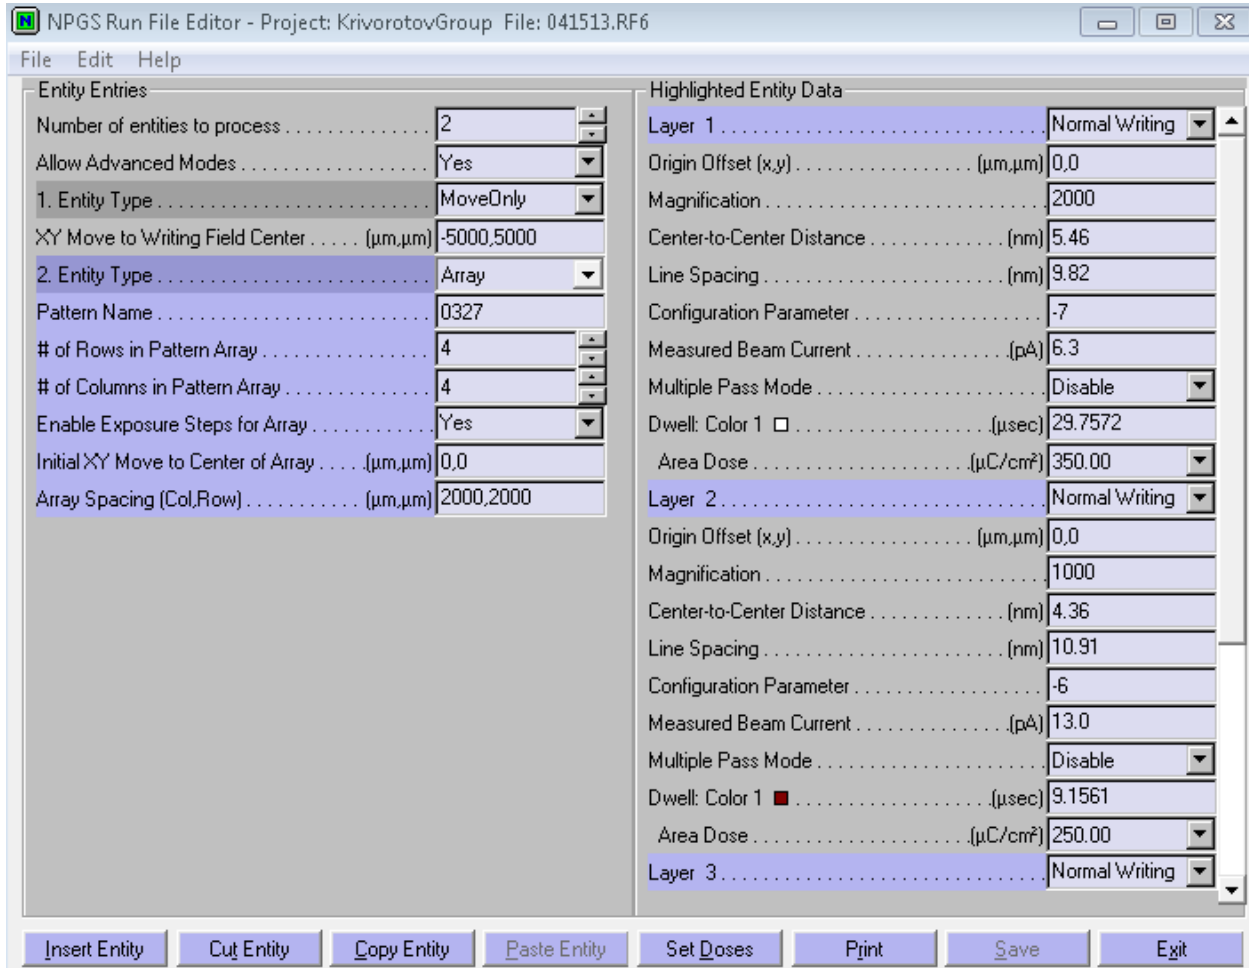 NPGS Run File Editor - Project: KrivorotovGroup  File: 041513.RF6
File Edit Help
Entity Entries
Number of entities to process . . . . . . . . . . . . . . 2
Allow Advanced Modes . . . . . . . . . . . . . . . . . . Yes
1. Entity Type . . . . . . . . . . . . . . . . . . . . . . . . . . MoveOnly
XY Move to Writing Field Center . . . . . (µm,µm) -5000,5000
2. Entity Type . . . . . . . . . . . . . . . . . . . . . . . . . . Array
Pattern Name . . . . . . . . . . . . . . . . . . . . . . . . . . 0327
# of Rows in Pattern Array . . . . . . . . . . . . . . . . 4
# of Columns in Pattern Array . . . . . . . . . . . . . 4
Enable Exposure Steps for Array . . . . . . . . . . . Yes
Initial XY Move to Center of Array . . . . . (µm,µm) 0,0
Array Spacing (Col,Row) . . . . . . . . . . . (µm,µm) 2000,2000
Highlighted Entity Data
Layer 1 . . . . . . . . . . . . . . . . . . . . . . . . . . . . . . . Normal Writing
Origin Offset (x,y) . . . . . . . . . . . . . . . . . (µm,µm) 0,0
Magnification . . . . . . . . . . . . . . . . . . . . . . . . . . 2000
Center-to-Center Distance . . . . . . . . . . . . . (nm) 5.46
Line Spacing . . . . . . . . . . . . . . . . . . . . . . . . (nm) 9.82
Configuration Parameter . . . . . . . . . . . . . . . . . . -7
Measured Beam Current . . . . . . . . . . . . . . . (pA) 6.3
Multiple Pass Mode . . . . . . . . . . . . . . . . . . . . . . Disable
Dwell: Color 1 . . . . . . . . . . . . . . . . . . . (µsec) 29.7572
Area Dose . . . . . . . . . . . . . . . . . . . . . (µC/cm²) 350.00
Layer 2 . . . . . . . . . . . . . . . . . . . . . . . . . . . . . . . Normal Writing
Origin Offset (x,y) . . . . . . . . . . . . . . . . . (µm,µm) 0,0
Magnification . . . . . . . . . . . . . . . . . . . . . . . . . . 1000
Center-to-Center Distance . . . . . . . . . . . . . (nm) 4.36
Line Spacing . . . . . . . . . . . . . . . . . . . . . . . . (nm) 10.91
Configuration Parameter . . . . . . . . . . . . . . . . . . -6
Measured Beam Current . . . . . . . . . . . . . . . (pA) 13.0
Multiple Pass Mode . . . . . . . . . . . . . . . . . . . . . . Disable
Dwell: Color 1 . . . . . . . . . . . . . . . . . . . (µsec) 9.1561
Area Dose . . . . . . . . . . . . . . . . . . . . . (µC/cm²) 250.00
Layer 3 . . . . . . . . . . . . . . . . . . . . . . . . . . . . . . . Normal Writing
Insert Entity Cut Entity Copy Entity Paste Entity Set Doses Print Save Exit